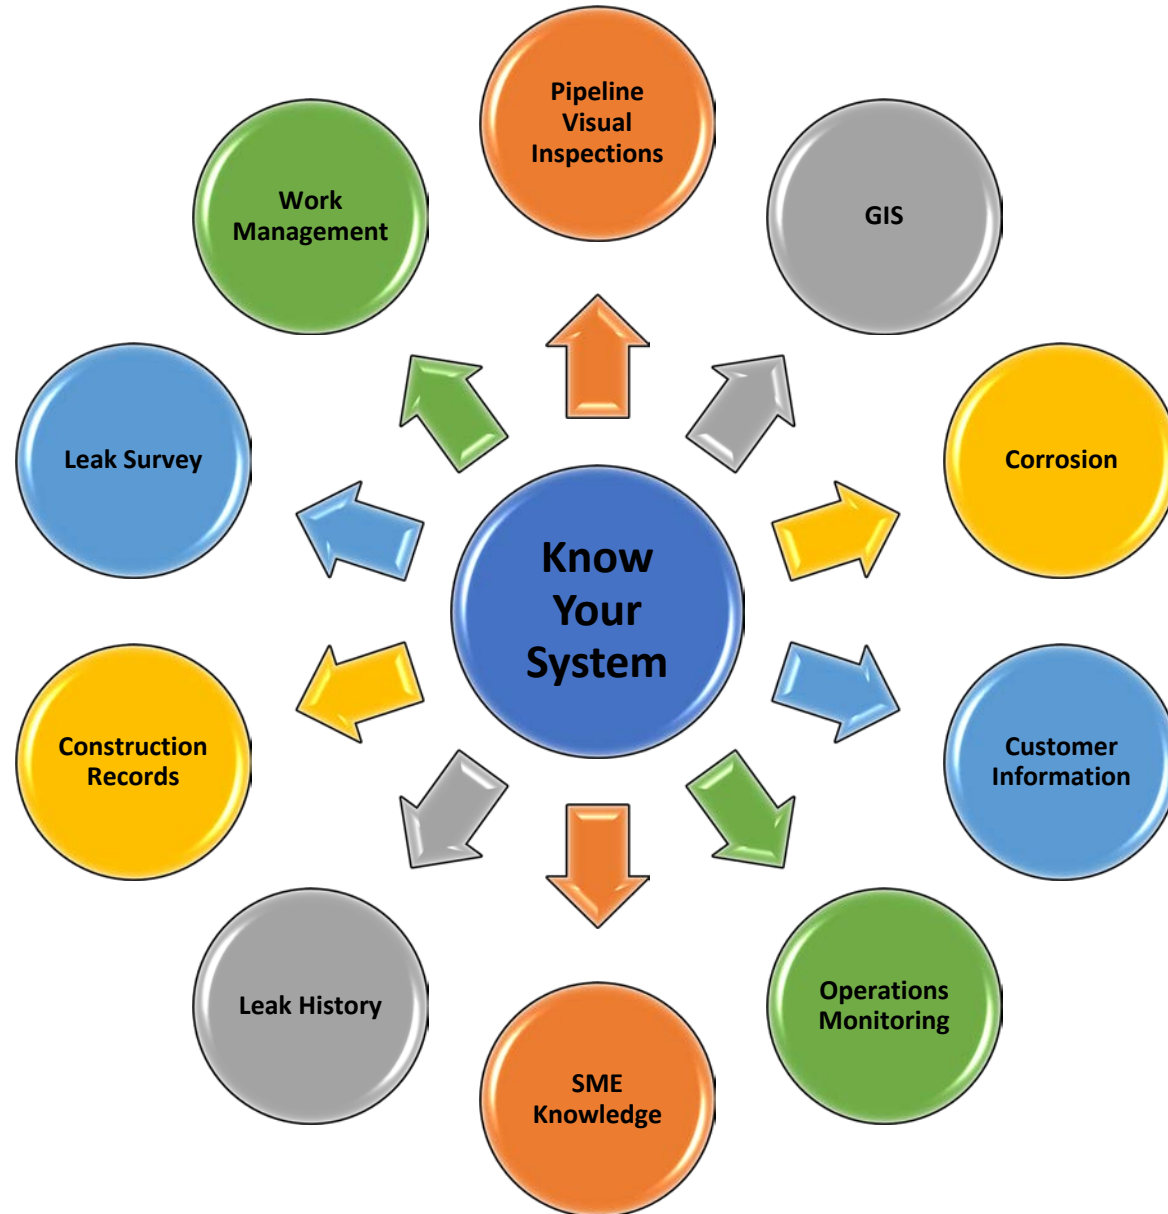 Pipeline
Visual
Inspections
GIS
Corrosion
Customer
Information
Operations
Monitoring
SME
Knowledge
Leak History
Construction
Records
Leak Survey
Work
Management
Know
Your
System